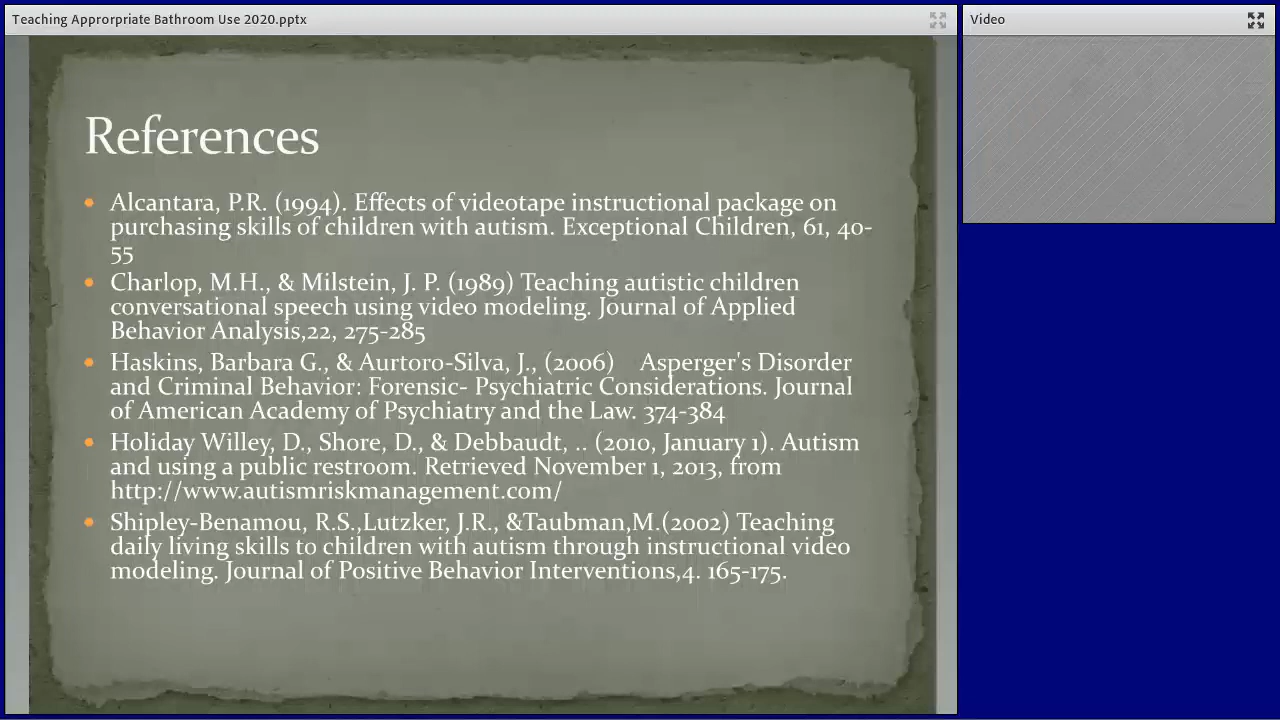 Teaching Approrpriate Bathroom Use 2020.pptx
Video
References
• Alcantara, P.R. (1994). Effects of videotape instructional package on
purchasing skills of children with autism. Exceptional Children, 61, 40-
55
• Charlop, M.H., & Milstein, J. P. (1989) Teaching autistic children
conversational speech using video modeling. Journal of Applied
Behavior Analysis,22, 275-285
• Haskins, Barbara G., & Aurtoro-Silva, J., (2006) Asperger's Disorder
and Criminal Behavior: Forensic- Psychiatric Considerations. Journal
of American Academy of Psychiatry and the Law. 374-384
• Holiday Willey, D., Shore, D., & Debbaudt, .. (2010, January 1). Autism
and using a public restroom. Retrieved November 1, 2013, from
http://www.autismriskmanagement.com/
• Shipley-Benamou, R.S.,Lutzker, J.R., &Taubman,M.(2002) Teaching
daily living skills to children with autism through instructional video
modeling. Journal of Positive Behavior Interventions,4. 165-175.